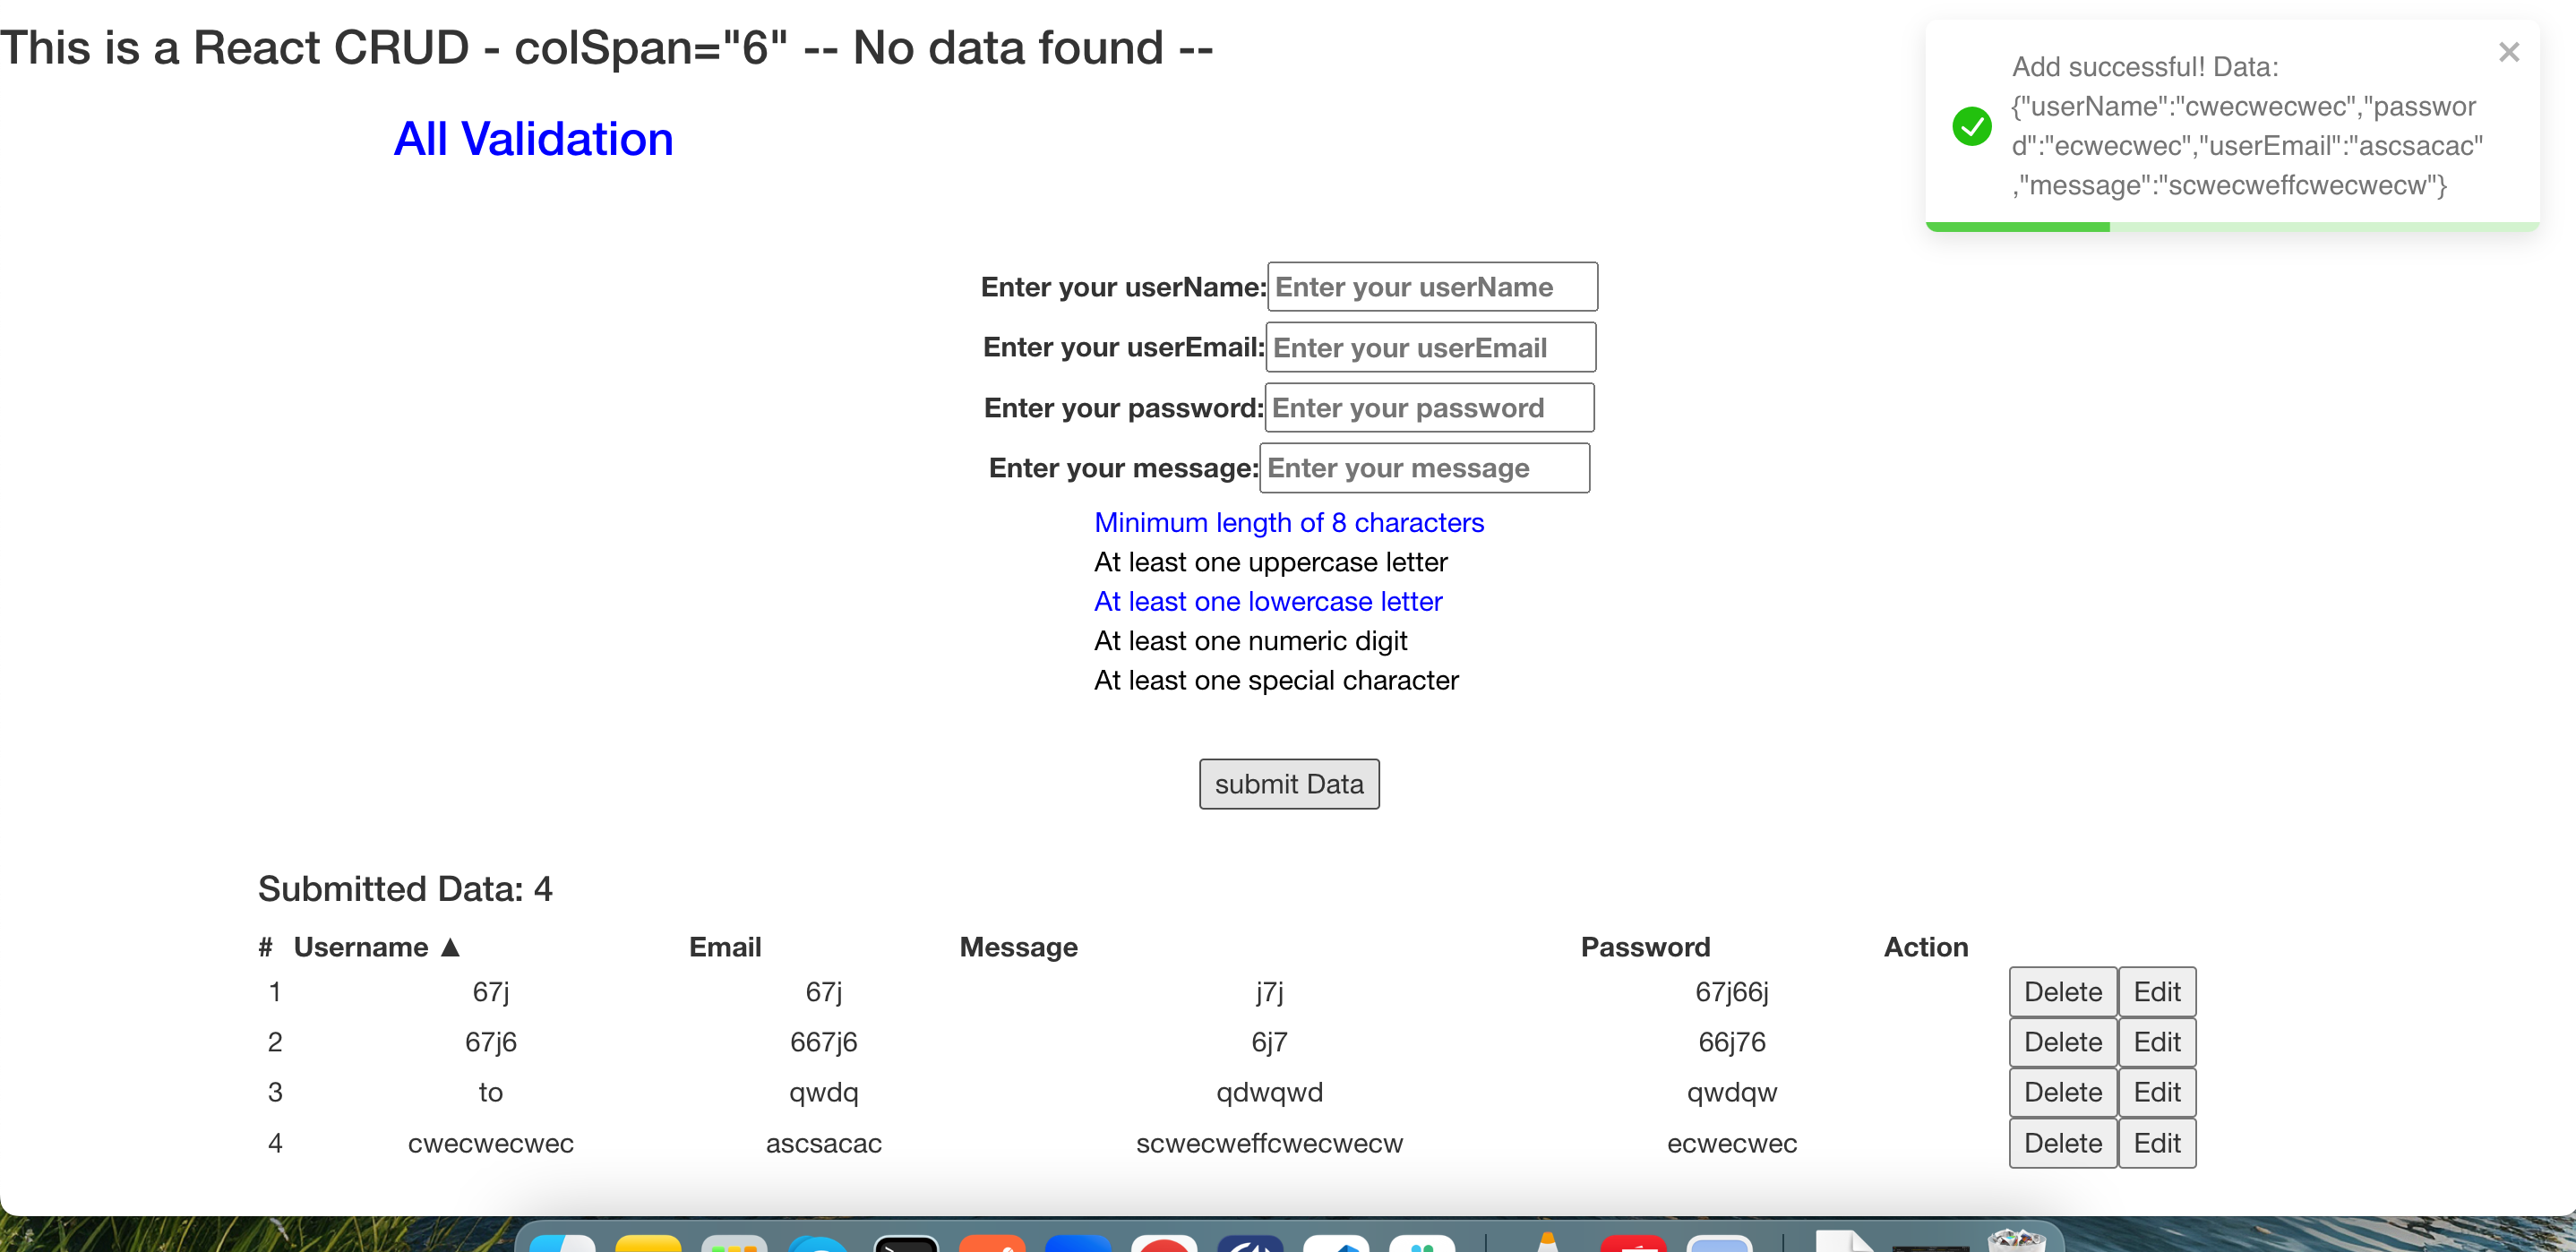 This is a React CRUD - colSpan="6" -- No data found --
All Validation
Add successful! Data:
{"userName":"cwecwecwec","passwor
d":"ecwecwec","userEmail":"ascsacac"
,"message":"scwecweffcwecwecw"}
Enter your userName: Enter your userName
Enter your userEmail: Enter your userEmail
Enter your password: Enter your password
Enter your message: Enter your message
Minimum length of 8 characters
At least one uppercase letter
At least one lowercase letter
At least one numeric digit
At least one special character
submit Data
Submitted Data: 4
# Username ▲ Email Message Password Action
1 67j 67j j7j 67j66j Delete Edit
2 67j6 667j6 6j7 66j76 Delete Edit
3 to qwdq qdwqwd qwdqw Delete Edit
4 cwecwecwec ascsacac scwecweffcwecwecw ecwecwec Delete Edit